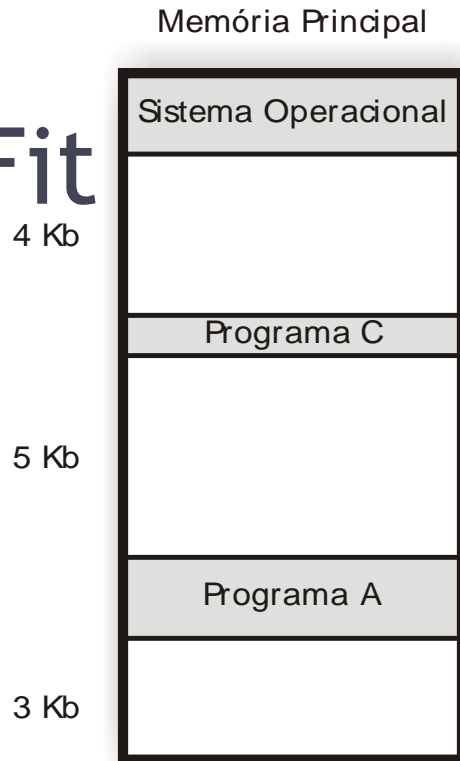 Memória Principal
Sistema Operacional
Fit
4 Kb
Programa C
5 Kb
Programa A
3 Kb